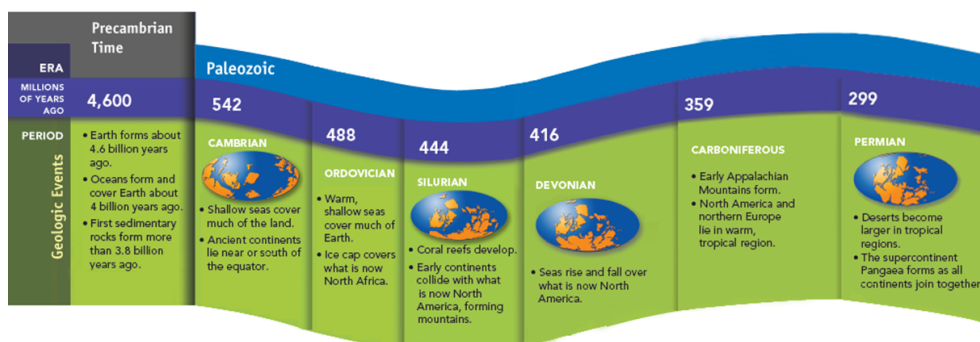 Precambrian
Time
ERA
Paleozoic
MILLIONS
OF YEARS
AGO
4,600
542
488
444
416
359
299
PERIOD
Geologic Events
• Earth forms about
4.6 billion years
ago.
• Oceans form and
cover Earth about
4 billion years ago.
• First sedimentary
rocks form more
than 3.8 billion
years ago.
CAMBRIAN
• Shallow seas cover
much of the land.
• Ancient continents
lie near or south of
the equator.
ORDOVICIAN
• Warm,
shallow seas
cover much of
Earth.
• Ice cap covers
what is now
North Africa.
SILURIAN
• Coral reefs develop.
• Early continents
collide with what
is now North
America, forming
mountains.
DEVONIAN
• Seas rise and fall over
what is now North
America.
CARBONIFEROUS
• Early Appalachian
Mountains form.
• North America and
northern Europe
lie in warm,
tropical region.
PERMIAN
• Deserts become
larger in tropical
regions.
• The supercontinent
Pangaea forms as all
continents join together